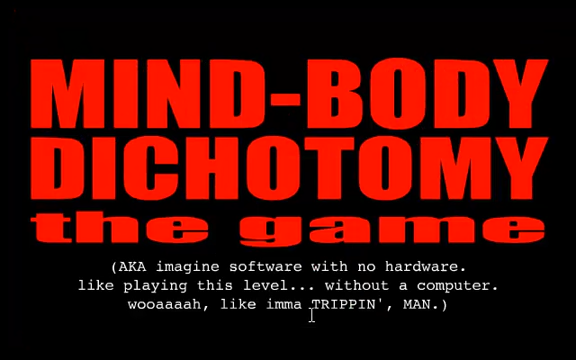 MIND-BODY
DICHOTOMY
the game
(AKA imagine software with no hardware.
like playing this level... without a computer.
wooaaaah, like imma TRIPPIN', MAN.)